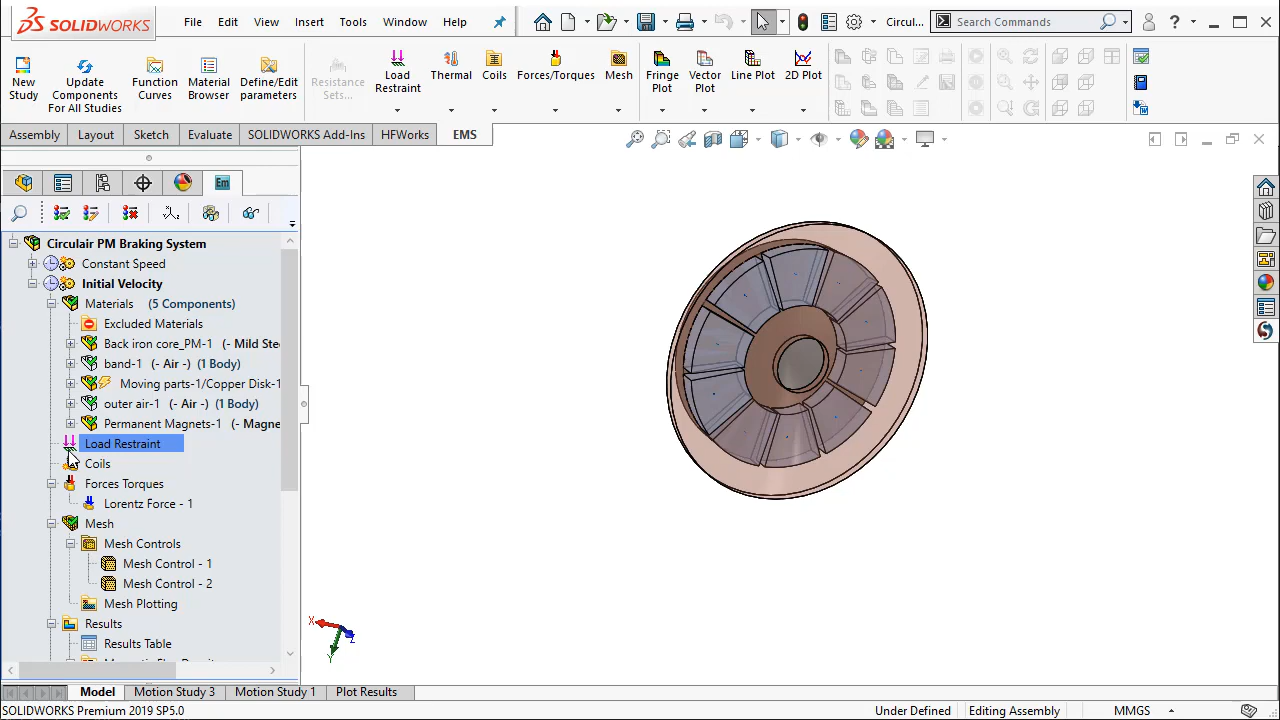 SOLIDWORKS
File Edit View Insert Tools Window Help
Circul...
Search Commands
?
New Study
Update Components For All Studies
Function Curves
Material Browser
Define/Edit parameters
Resistance Sets...
Load Restraint
Thermal
Coils
Forces/Torques
Mesh
Fringe Plot
Vector Plot
Line Plot
2D Plot
Assembly Layout Sketch Evaluate SOLIDWORKS Add-Ins HFWorks EMS
Em
Circulair PM Braking System
Constant Speed
Initial Velocity
Materials (5 Components)
Excluded Materials
Back iron core_PM-1 (- Mild Ste
band-1 (- Air -) (1 Body)
Moving parts-1/Copper Disk-1
outer air-1 (- Air -) (1 Body)
Permanent Magnets-1 (- Magne
Load Restraint
Coils
Forces Torques
Lorentz Force - 1
Mesh
Mesh Controls
Mesh Control - 1
Mesh Control - 2
Mesh Plotting
Results
Results Table
X
Y
Z
Model Motion Study 3 Motion Study 1 Plot Results
SOLIDWORKS Premium 2019 SP5.0
Under Defined Editing Assembly MMGS